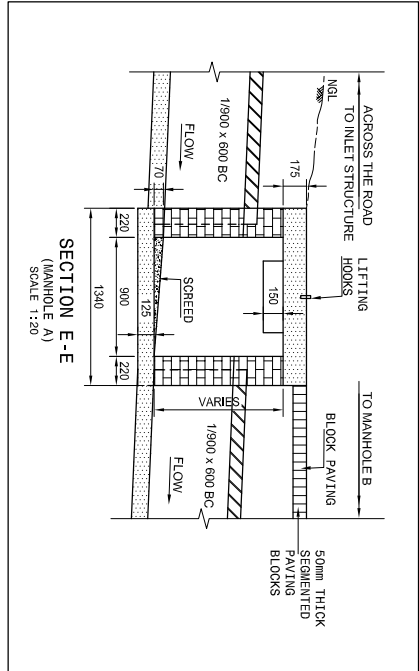 ACROSS THE ROAD
TO INLET STRUCTURE
TO MANHOLE B
NGL
LIFTING
HOOKS
BLOCK PAVING
50mm THICK
SEGMENTED
PAVING
BLOCKS
175
150
1/900 x 600 BC
1/900 x 600 BC
VARIES
FLOW
FLOW
70
SCREED
125
220
900
220
1340
SECTION E-E
(MANHOLE A)
SCALE 1:20